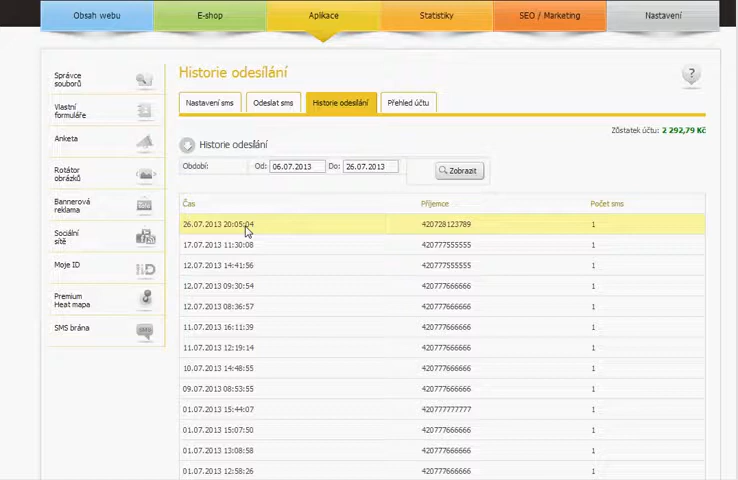 Obsah webu
E-shop
Aplikace
Statistiky
SEO / Marketing
Nastavení
Správce
souborů
Vlastní
formuláře
Anketa
Rotátor
obrázků
Bannerová
reklama
Sociální
sítě
Moje ID
Premium
Heat mapa
SMS brána
Historie odesílání
?
Nastavení sms
Odeslat sms
Historie odesílání
Přehled účtu
Zůstatek účtu: 2 292,79 Kč
Historie odeslání
Období: Od: 06.07.2013 Do: 26.07.2013 Zobrazit
Čas Příjemce Počet sms
26.07.2013 20:05:04 420728123789 1
17.07.2013 11:30:08 420777555555 1
12.07.2013 14:41:56 420777555555 1
12.07.2013 09:30:54 420777666666 1
12.07.2013 08:36:57 420777666666 1
11.07.2013 16:11:39 420777666666 1
11.07.2013 12:19:14 420777666666 1
10.07.2013 14:48:55 420777666666 1
09.07.2013 08:53:55 420777666666 1
01.07.2013 15:44:07 420777777777 1
01.07.2013 15:07:50 420777666666 1
01.07.2013 13:08:58 420777666666 1
01.07.2013 12:58:26 420777666666 1